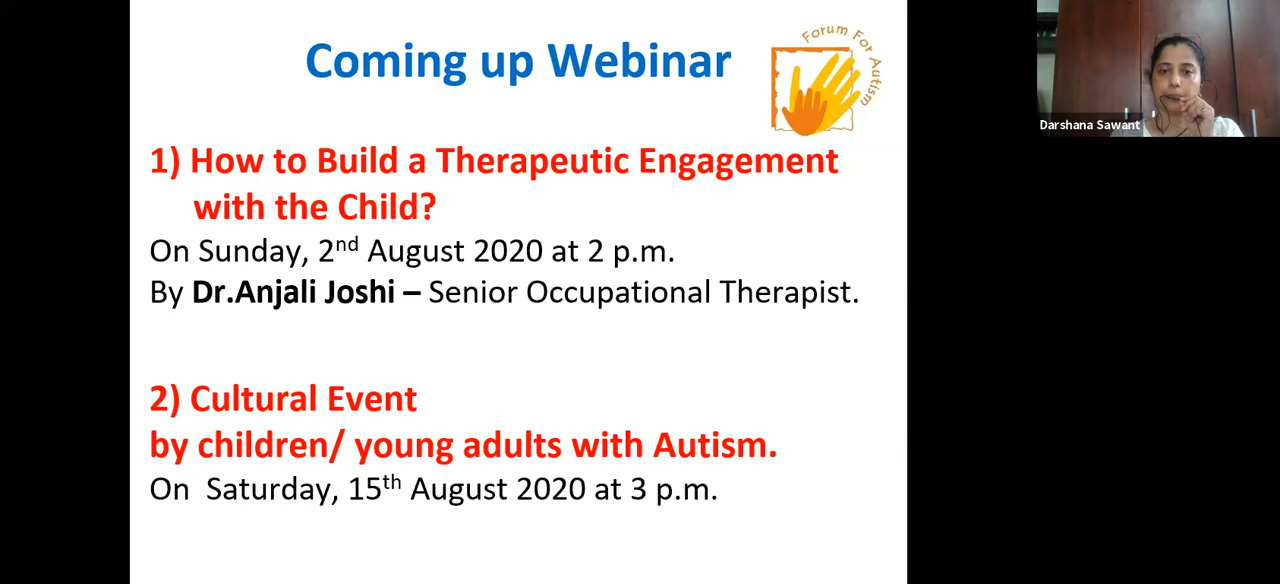 Coming up Webinar
Forum For Autism
Darshana Sawant
1) How to Build a Therapeutic Engagement
with the Child?
On Sunday, 2nd August 2020 at 2 p.m.
By Dr.Anjali Joshi – Senior Occupational Therapist.
2) Cultural Event
by children/ young adults with Autism.
On  Saturday, 15th August 2020 at 3 p.m.